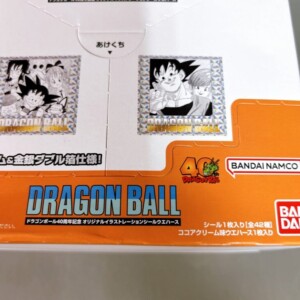 あけくち
DRAGON BALL
DRAGON BALL
&金銀ダブル箔仕様!
40
BANDAI NAMCO
DRAGON BALL
ドラゴンボール40周年記念 オリジナルイラストレーションシールウエハース
シール1枚入り(全42種)
ココアクリーム味ウエハース1枚入り
BAN